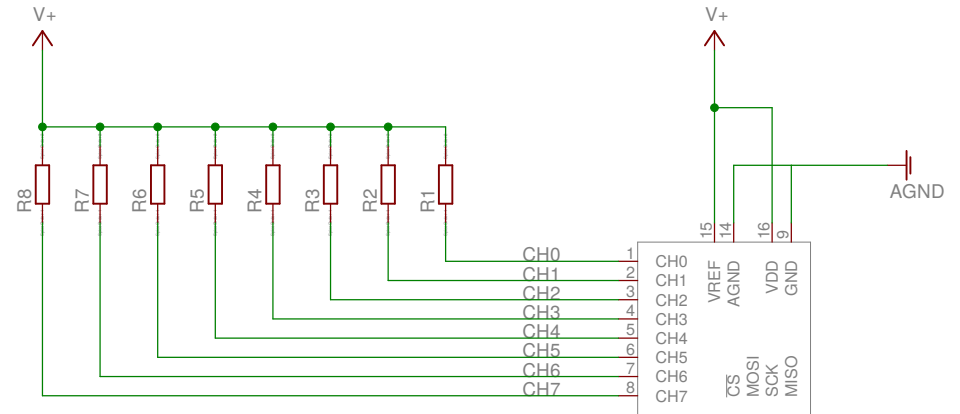 V+
V+
R8
R7
R6
R5
R4
R3
R2
R1
AGND
15
14
16
9
CH0 1 CH0
CH1 2 CH1
CH2 3 CH2
CH3 4 CH3
CH4 5 CH4
CH5 6 CH5
CH6 7 CH6
CH7 8 CH7
VREF
AGND
VDD
GND
CS
MOSI
SCK
MISO